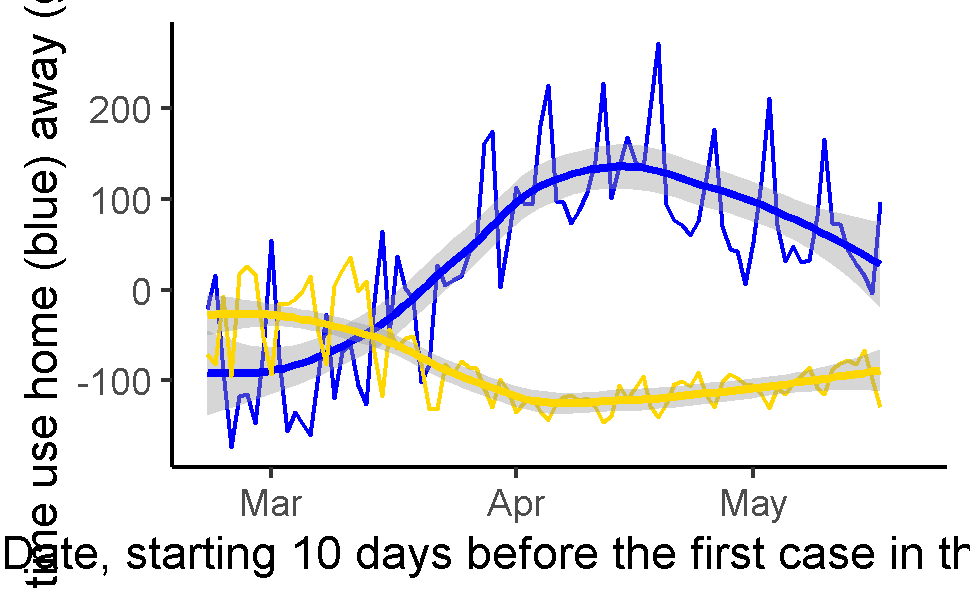 time use home (blue) away (
200
100
0
-100
Mar Apr May
Date, starting 10 days before the first case in th